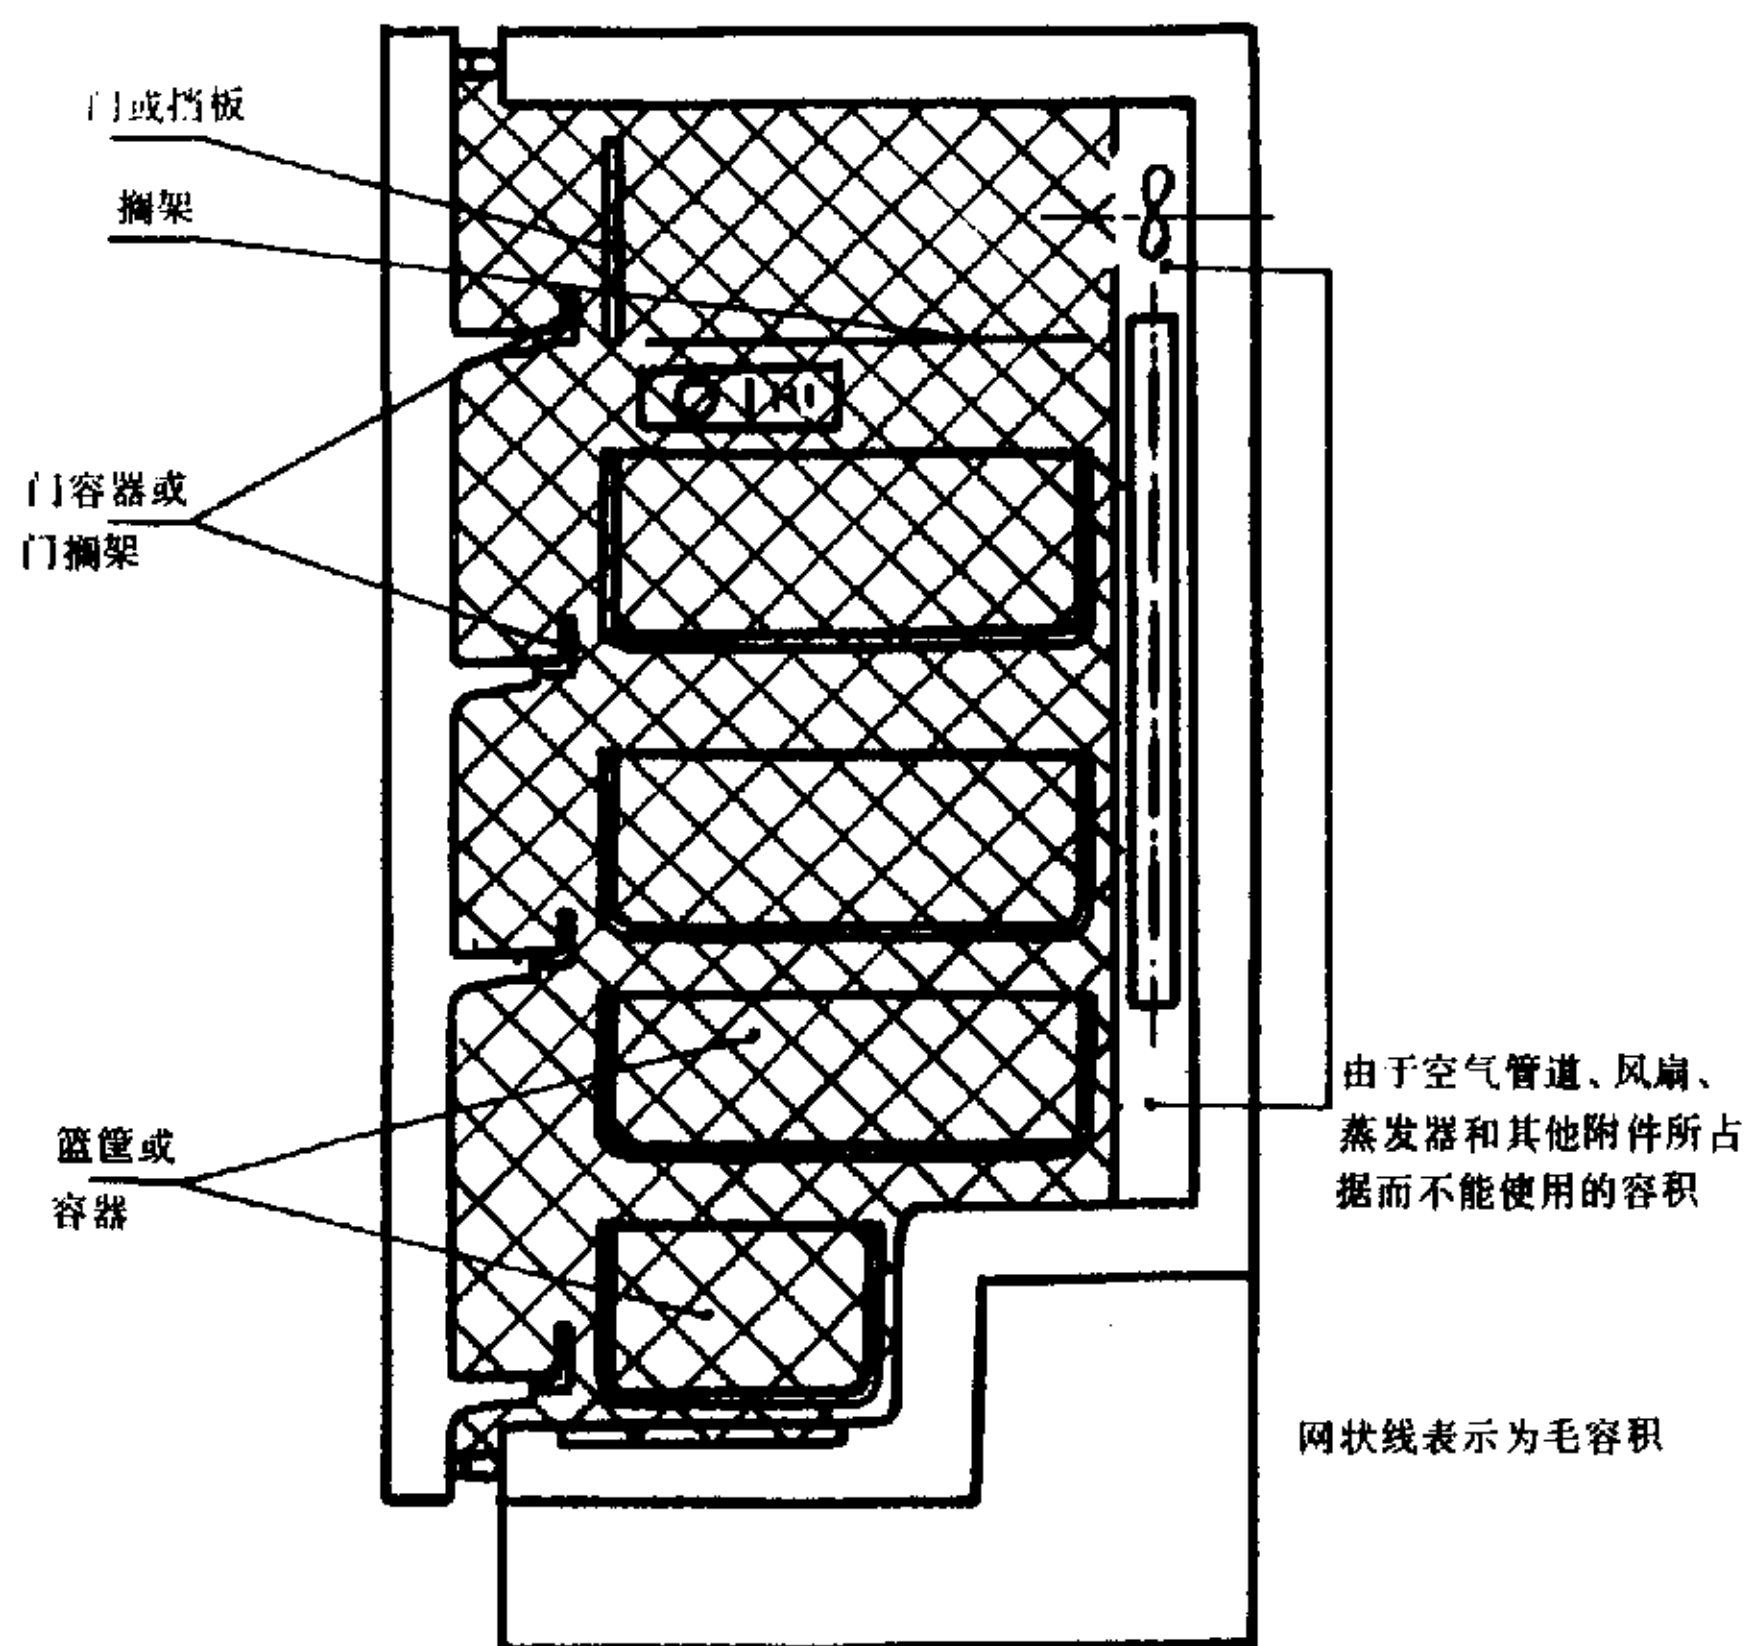 门或挡板
搁架
门容器或
门搁架
篮筐或
容器
由于空气管道、风扇、
蒸发器和其他附件所占
据而不能使用的容积
网状线表示为毛容积